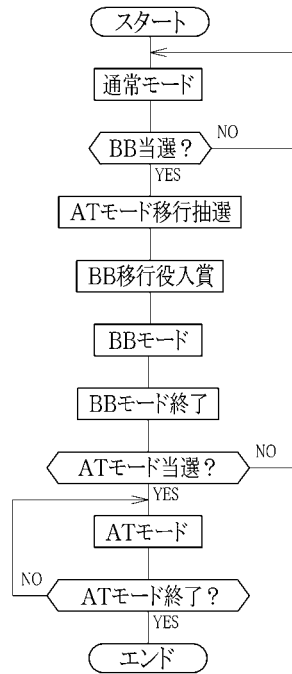 スタート
通常モード
BB当選？
NO
YES
ATモード移行抽選
BB移行役入賞
BBモード
BBモード終了
ATモード当選？
NO
YES
ATモード
NO
ATモード終了？
YES
エンド